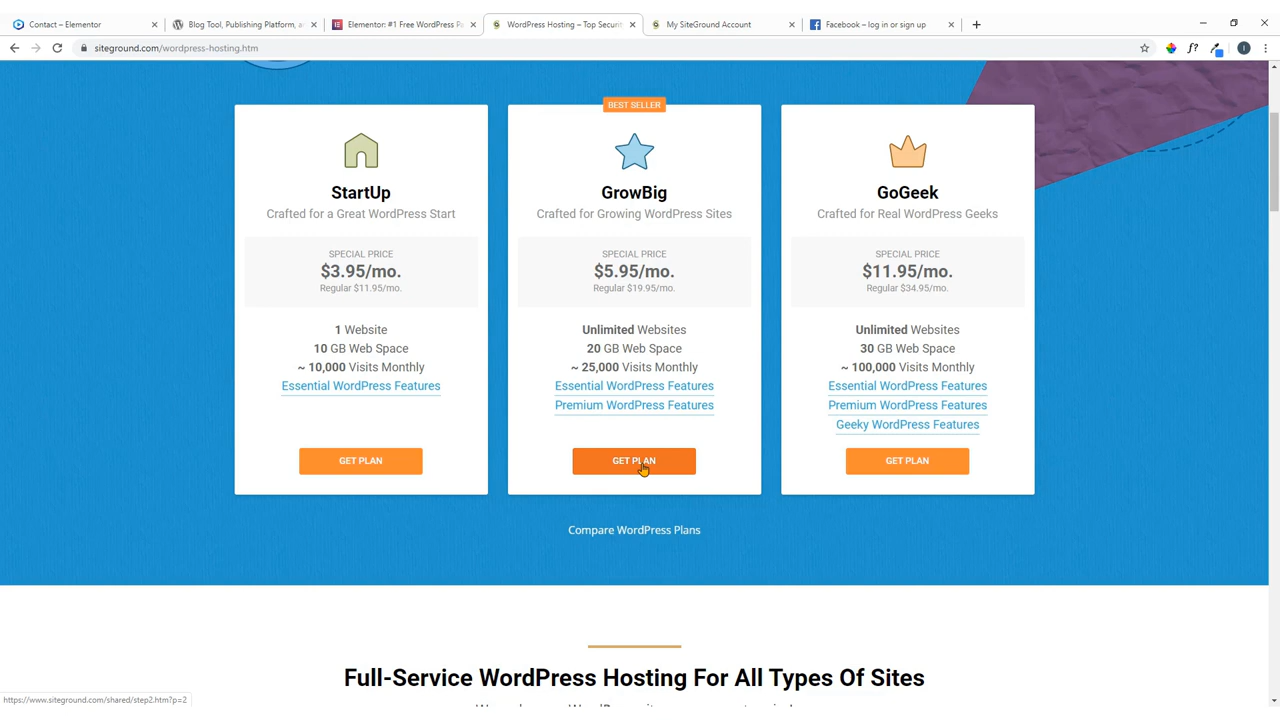 Contact – Elementor
Blog Tool, Publishing Platform, a
Elementor: #1 Free WordPress Pa
WordPress Hosting – Top Securit
My SiteGround Account
Facebook – log in or sign up
siteground.com/wordpress-hosting.htm
BEST SELLER
StartUp
Crafted for a Great WordPress Start
SPECIAL PRICE
$3.95/mo.
Regular $11.95/mo.
1 Website
10 GB Web Space
~ 10,000 Visits Monthly
Essential WordPress Features
GET PLAN
GrowBig
Crafted for Growing WordPress Sites
SPECIAL PRICE
$5.95/mo.
Regular $19.95/mo.
Unlimited Websites
20 GB Web Space
~ 25,000 Visits Monthly
Essential WordPress Features
Premium WordPress Features
GET PLAN
GoGeek
Crafted for Real WordPress Geeks
SPECIAL PRICE
$11.95/mo.
Regular $34.95/mo.
Unlimited Websites
30 GB Web Space
~ 100,000 Visits Monthly
Essential WordPress Features
Premium WordPress Features
Geeky WordPress Features
GET PLAN
Compare WordPress Plans
Full-Service WordPress Hosting For All Types Of Sites
https://www.siteground.com/shared/step2.htm?p=2